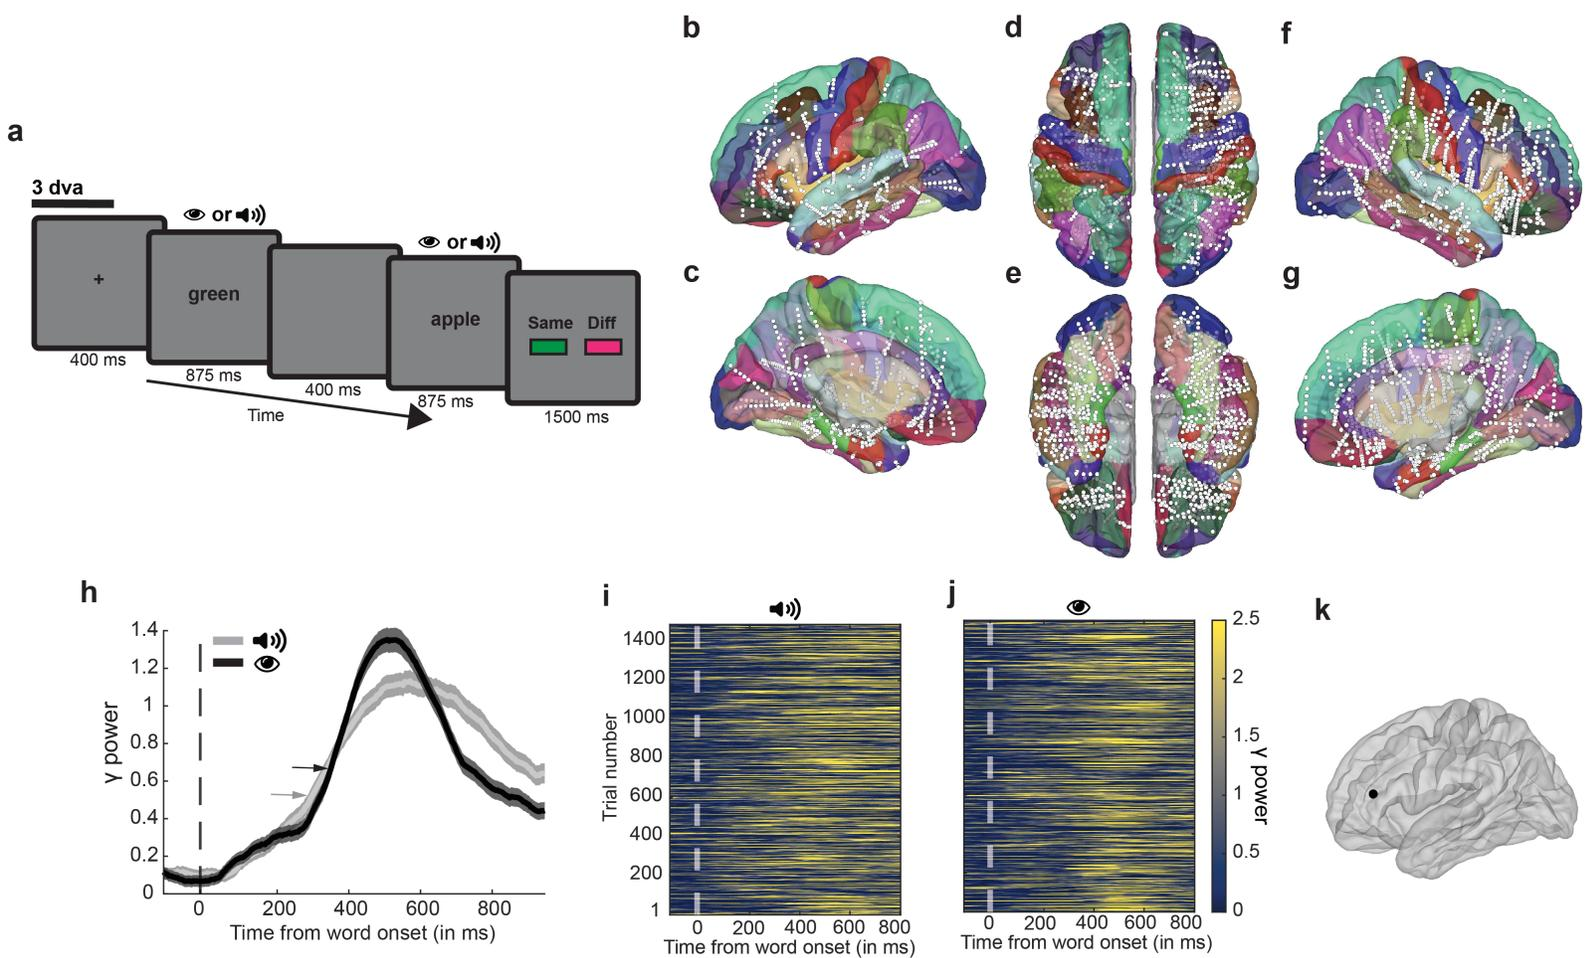 a
3 dva
or
+
400 ms
green
875 ms
400 ms
or
apple
875 ms
Same Diff
1500 ms
Time
b
c
d
e
f
g
h
γ power
1.4
1.2
1
0.8
0.6
0.4
0.2
0
0 200 400 600 800
Time from word onset (in ms)
i
Trial number
1400
1200
1000
800
600
400
200
1
0 200 400 600 800
Time from word onset (in ms)
j
0 200 400 600 800
Time from word onset (in ms)
2.5
2
1.5
1
0.5
0
γ power
k